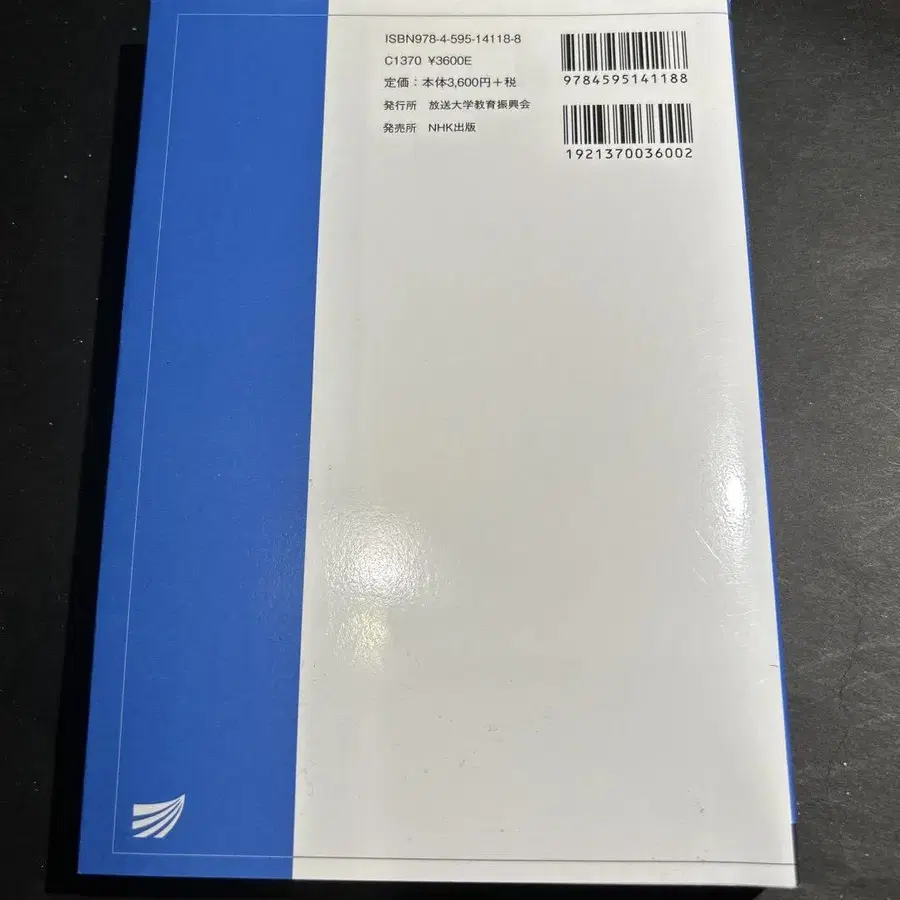 ISBN978-4-595-14118-8
C1370 ¥3600E
定価:本体3,600円+税
発行所 放送大学教育振興会
発売所 NHK出版
9784595141188
1921370036002